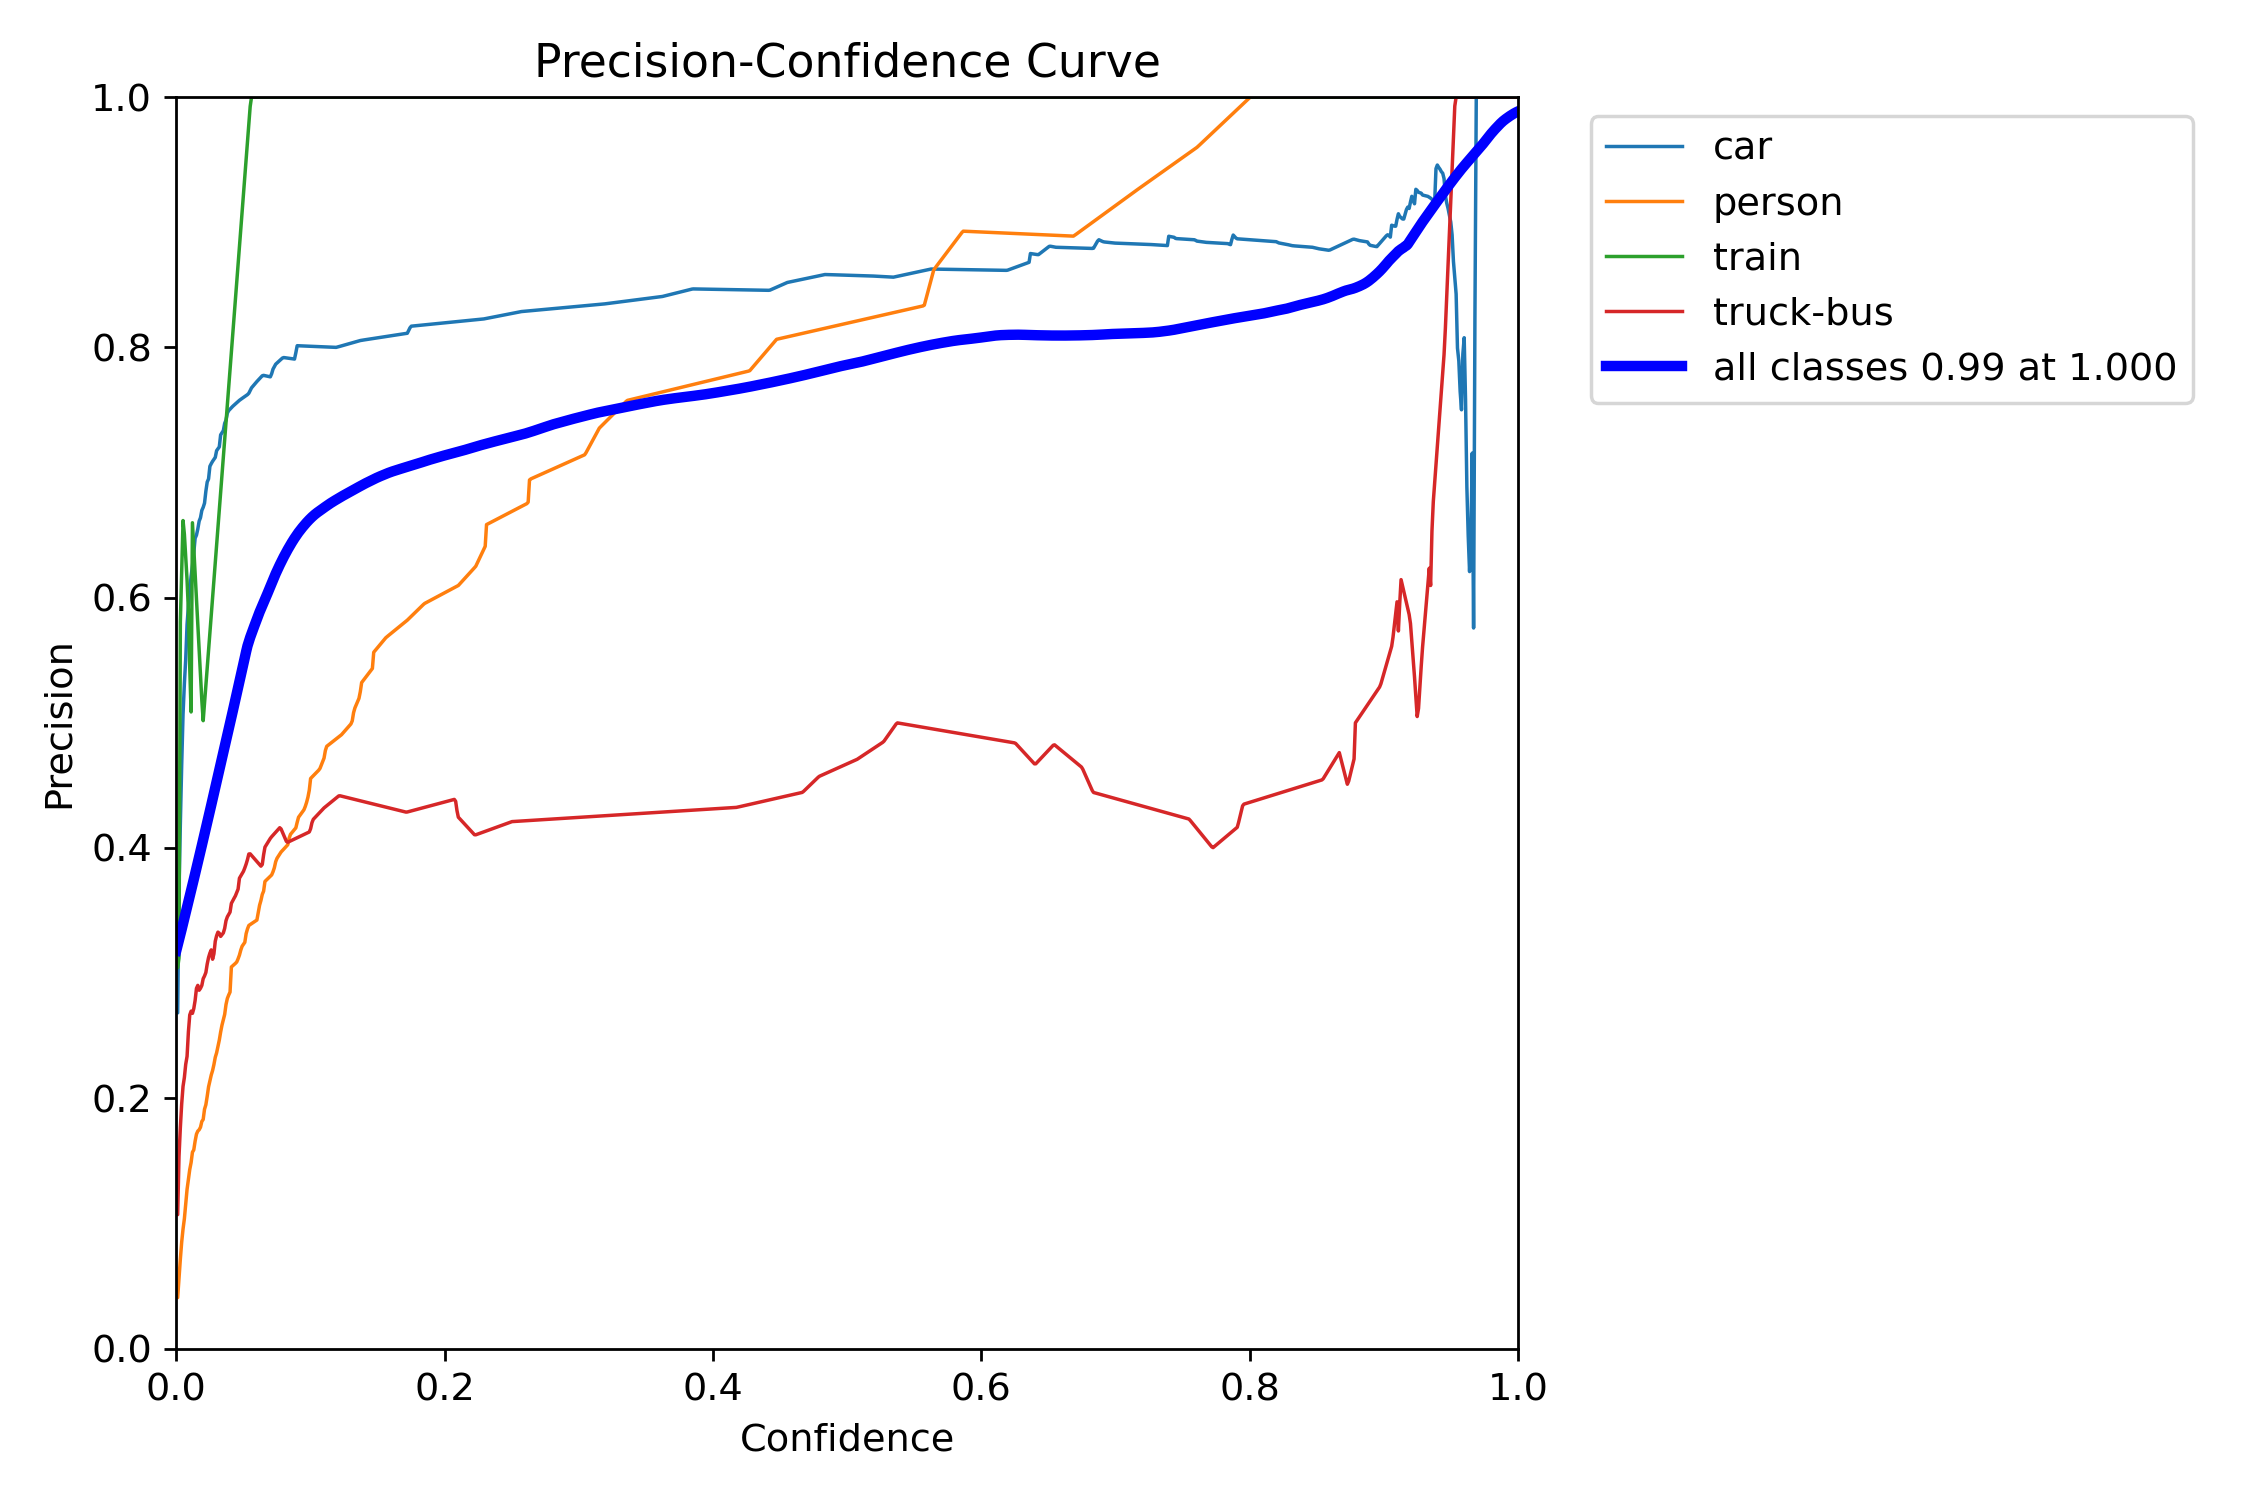 Precision-Confidence Curve
1.0
0.8
0.6
0.4
0.2
0.0
Precision
0.0 0.2 0.4 0.6 0.8 1.0
Confidence
car
person
train
truck-bus
all classes 0.99 at 1.000